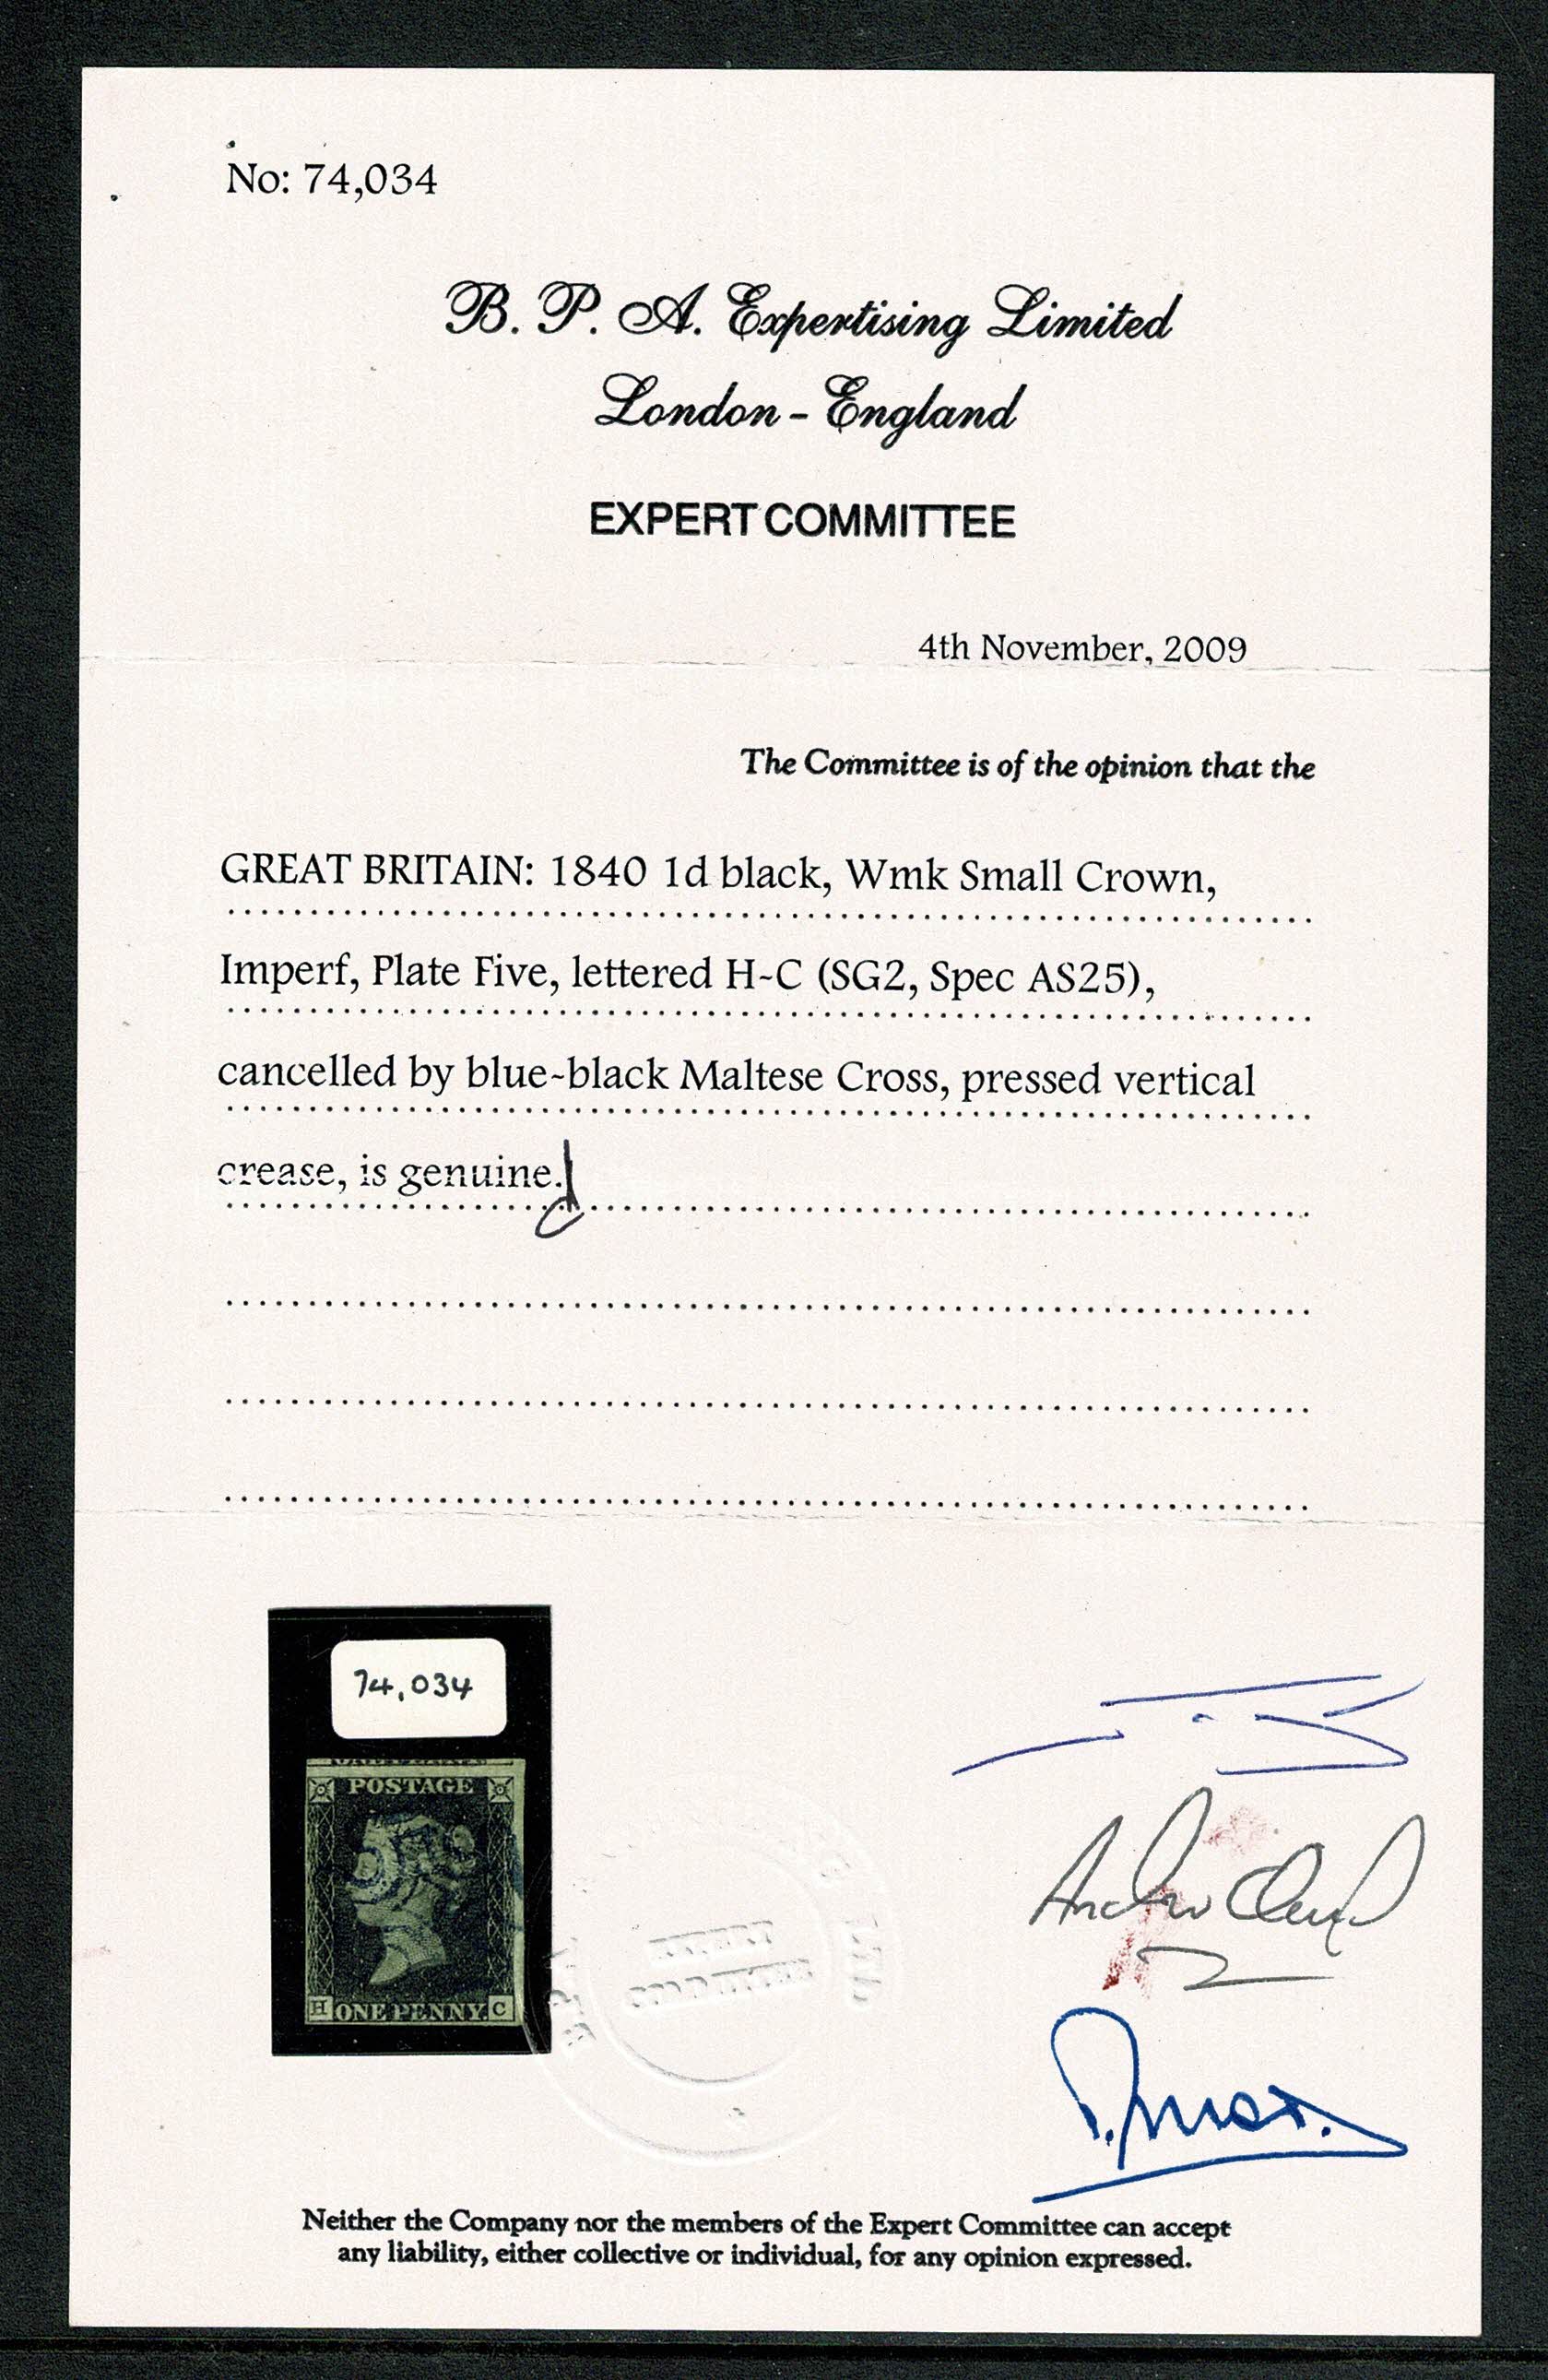 No: 74,034
B. P. A. Expertising Limited
London - England
EXPERT COMMITTEE
4th November, 2009
The Committee is of the opinion that the
GREAT BRITAIN: 1840 1d black, Wmk Small Crown,
Imperf, Plate Five, lettered H-C (SG2, Spec AS25),
cancelled by blue-black Maltese Cross, pressed vertical
crease, is genuine.
74,034
POSTAGE
H ONE PENNY. C
Neither the Company nor the members of the Expert Committee can accept
any liability, either collective or individual, for any opinion expressed.